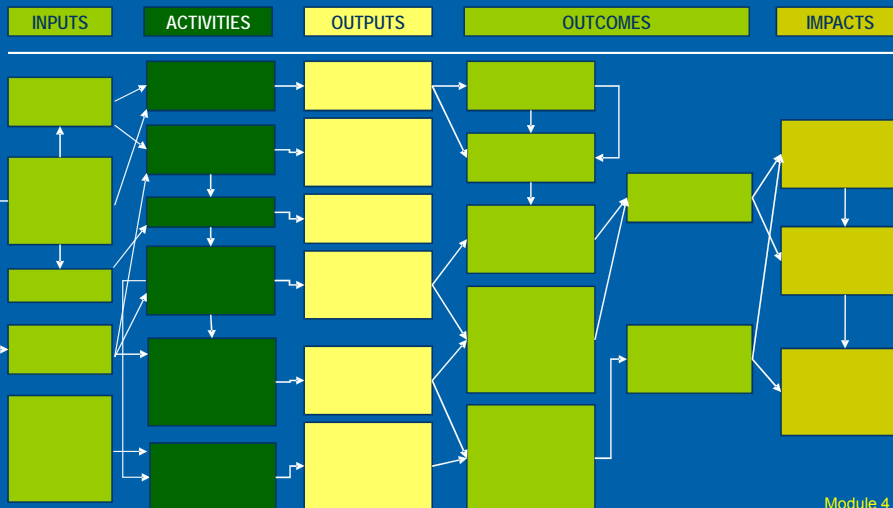 INPUTS
ACTIVITIES
OUTPUTS
OUTCOMES
IMPACTS
Module 4